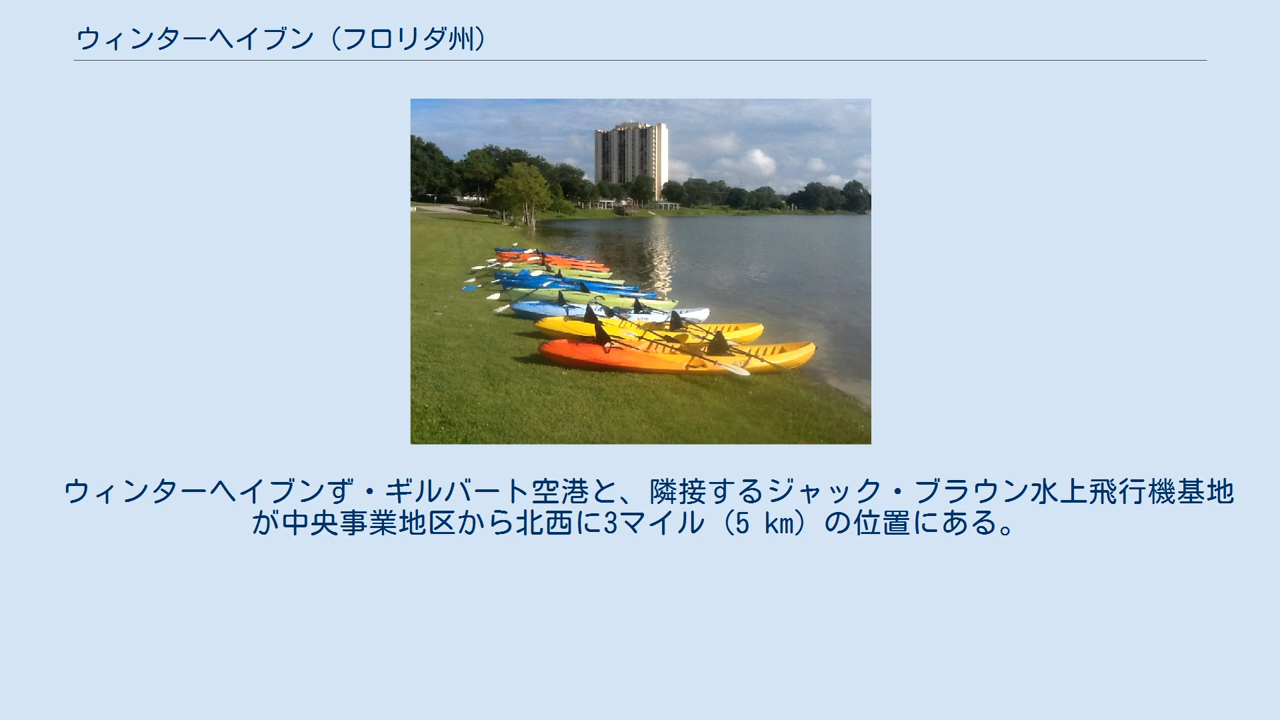 ウィンターヘイブン（フロリダ州）
ウィンターヘイブンず・ギルバート空港と、隣接するジャック・ブラウン水上飛行機基地
が中央事業地区から北西に3マイル（5 km）の位置にある。